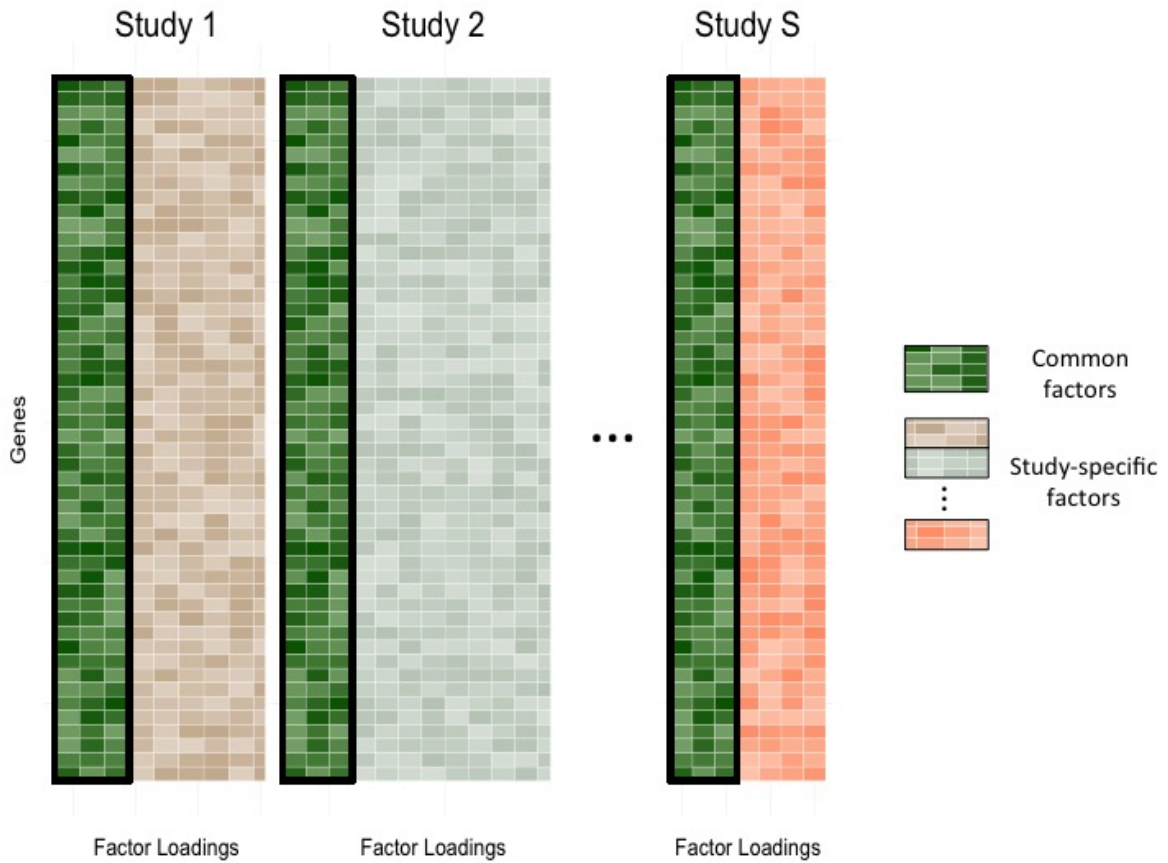 Study 1
Study 2
Study S
Genes
...
Common
factors
Study-specific
factors
Factor Loadings
Factor Loadings
Factor Loadings